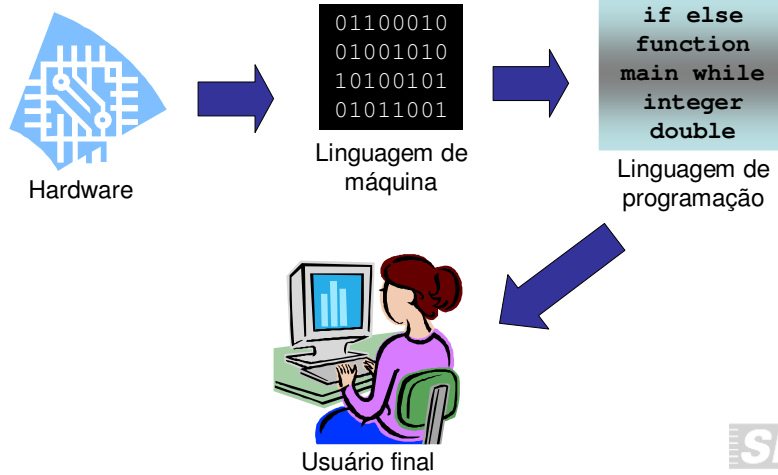 01100010
01001010
10100101
01011001
if else
function
main while
integer
double
Hardware
Linguagem de
máquina
Linguagem de
programação
Usuário final